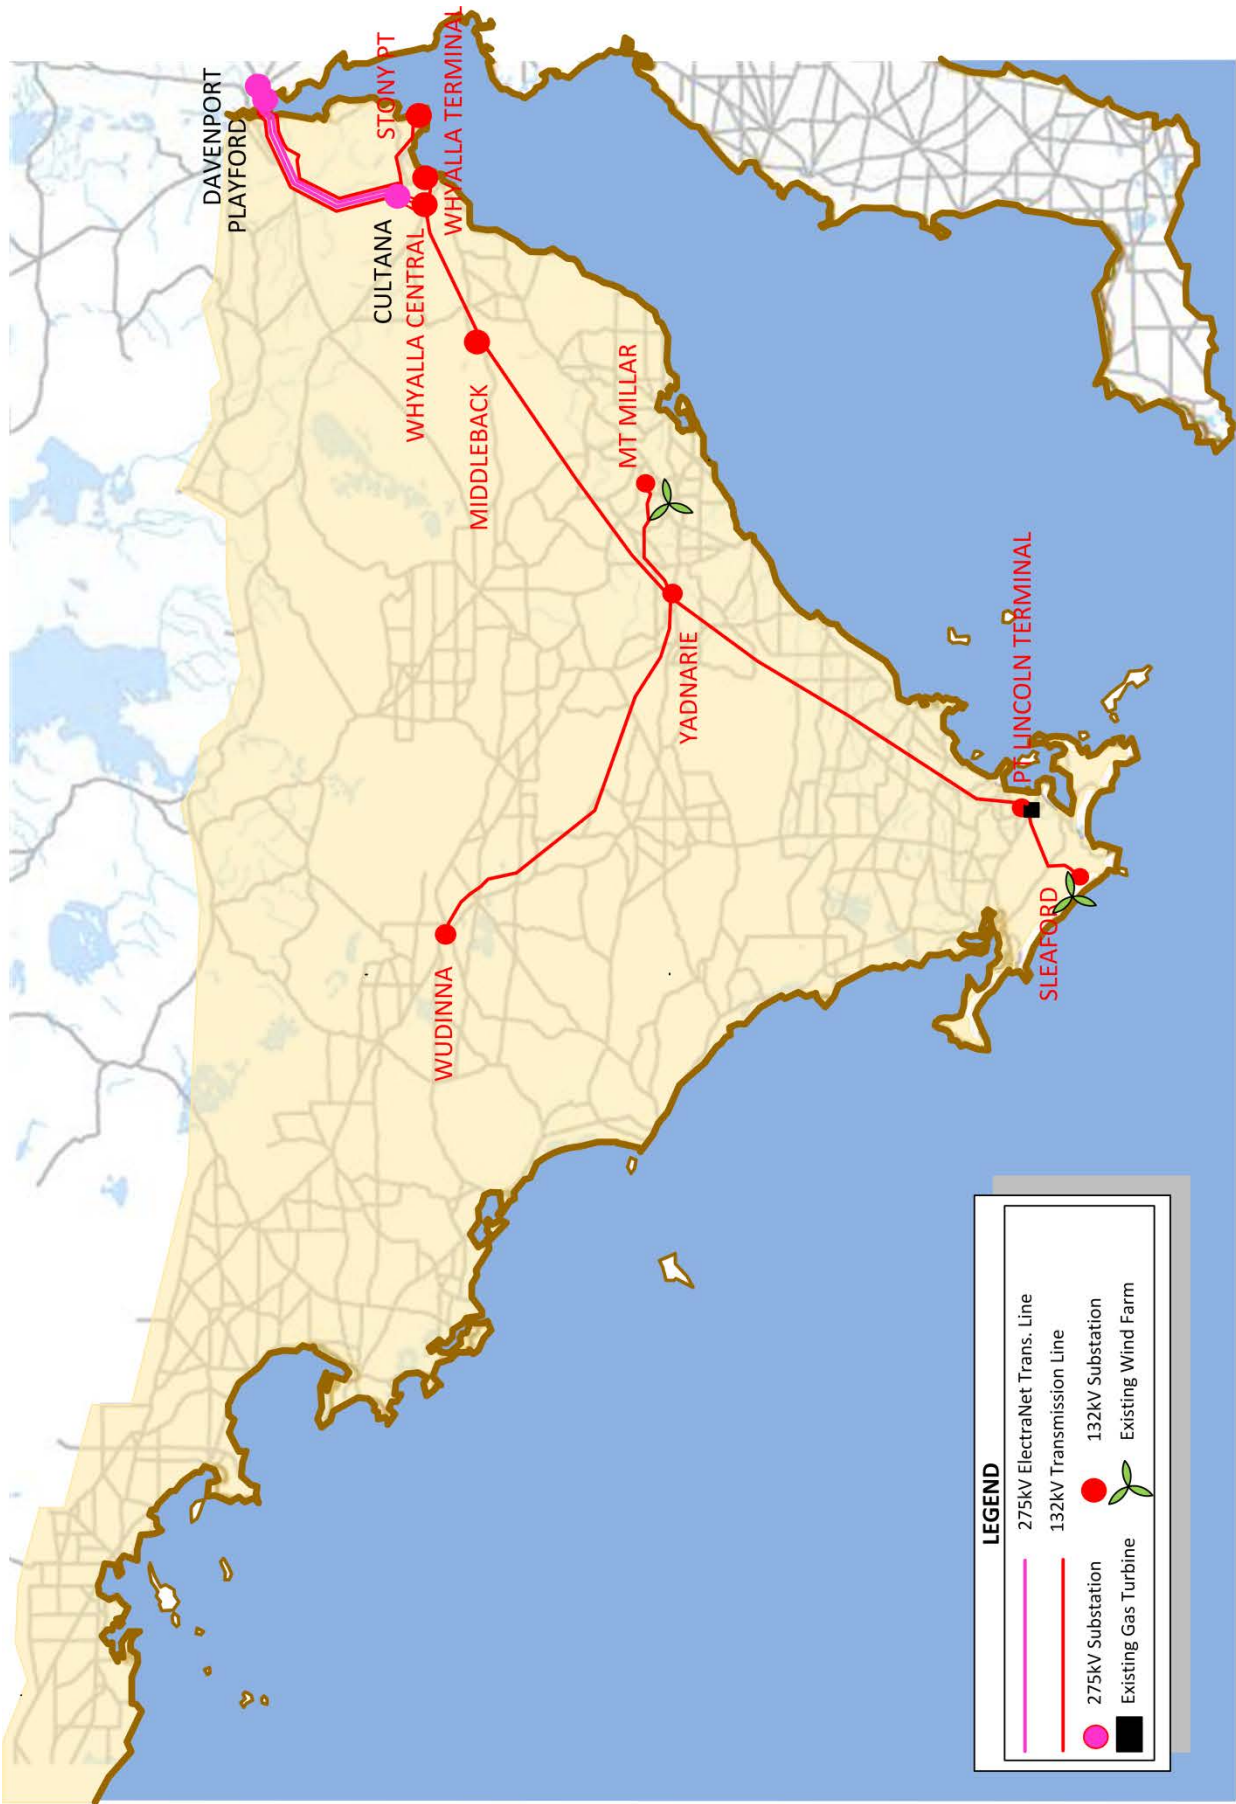 DAVENPORT
PLAYFORD
STONY PT
WHYALLA TERMINAL
CULTANA
WHYALLA CENTRAL
MIDDLEBACK
MT MILLAR
YADNARIE
WUDINNA
PT LINCOLN TERMINAL
SLEAFORD
LEGEND
275kV ElectraNet Trans. Line
132kV Transmission Line
275kV Substation
132kV Substation
Existing Gas Turbine
Existing Wind Farm